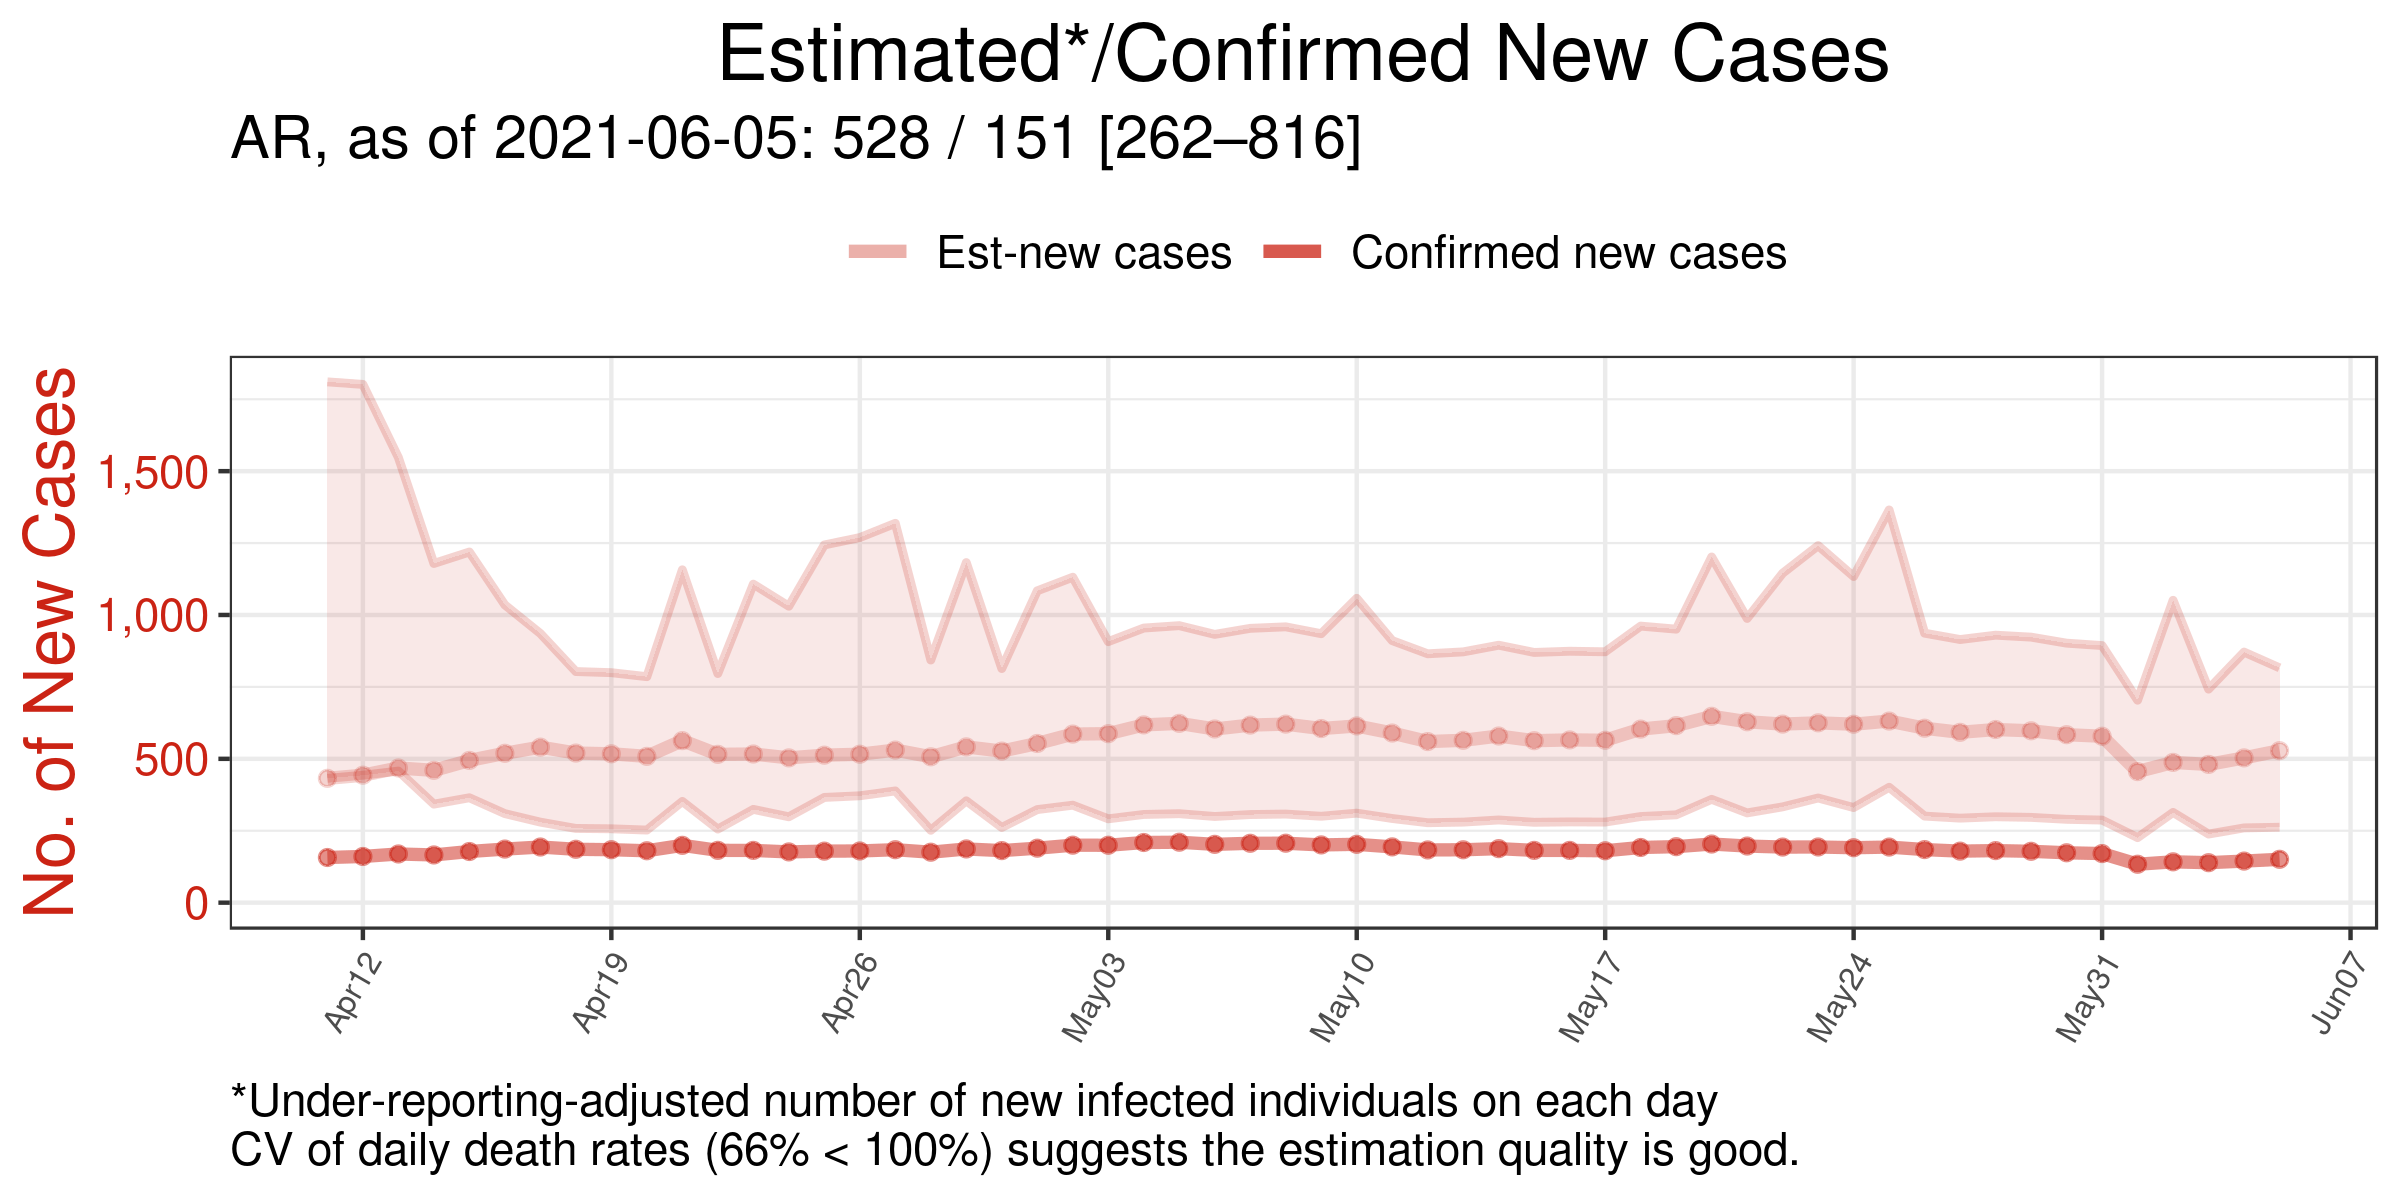 Estimated*/Confirmed New Cases
AR, as of 2021-06-05: 528 / 151 [262–816]
Est-new cases
Confirmed new cases
No. of New Cases
1,500
1,000
500
0
Apr12
Apr19
Apr26
May03
May10
May17
May24
May31
Jun07
*Under-reporting-adjusted number of new infected individuals on each day
CV of daily death rates (66% < 100%) suggests the estimation quality is good.